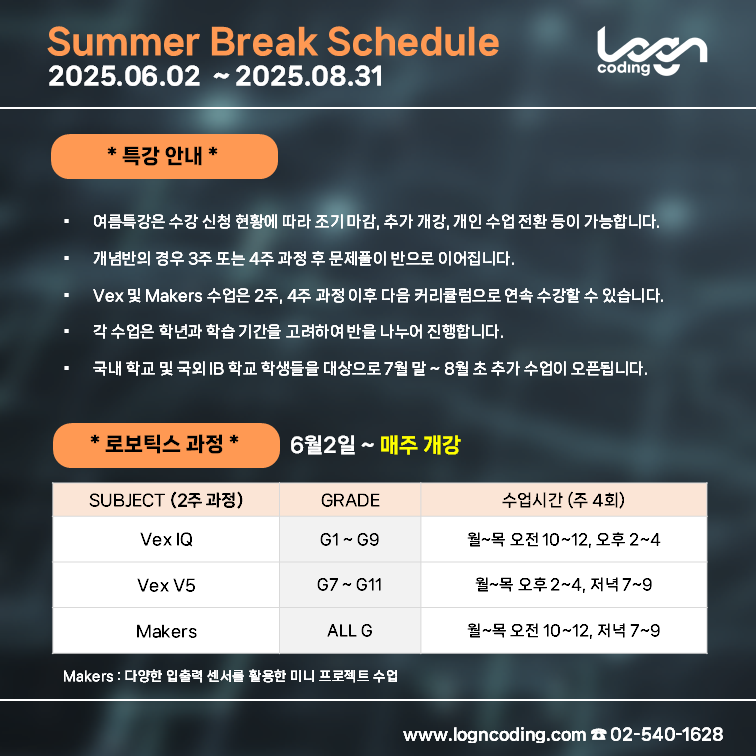 Summer Break Schedule
2025.06.02 ~ 2025.08.31
logn
coding
* 특강 안내 *
▪ 여름특강은 수강 신청 현황에 따라 조기 마감, 추가 개강, 개인 수업 전환 등이 가능합니다.
▪ 개념반의 경우 3주 또는 4주 과정 후 문제풀이 반으로 이어집니다.
▪ Vex 및 Makers 수업은 2주, 4주 과정 이후 다음 커리큘럼으로 연속 수강할 수 있습니다.
▪ 각 수업은 학년과 학습 기간을 고려하여 반을 나누어 진행합니다.
▪ 국내 학교 및 국외 IB 학교 학생들을 대상으로 7월 말 ~ 8월 초 추가 수업이 오픈됩니다.
* 로보틱스 과정 * 6월2일 ~ 매주 개강
SUBJECT (2주 과정) GRADE 수업시간 (주 4회)
Vex IQ G1 ~ G9 월~목 오전 10~12, 오후 2~4
Vex V5 G7 ~ G11 월~목 오후 2~4, 저녁 7~9
Makers ALL G 월~목 오전 10~12, 저녁 7~9
Makers : 다양한 입출력 센서를 활용한 미니 프로젝트 수업
www.logncoding.com ☎ 02-540-1628